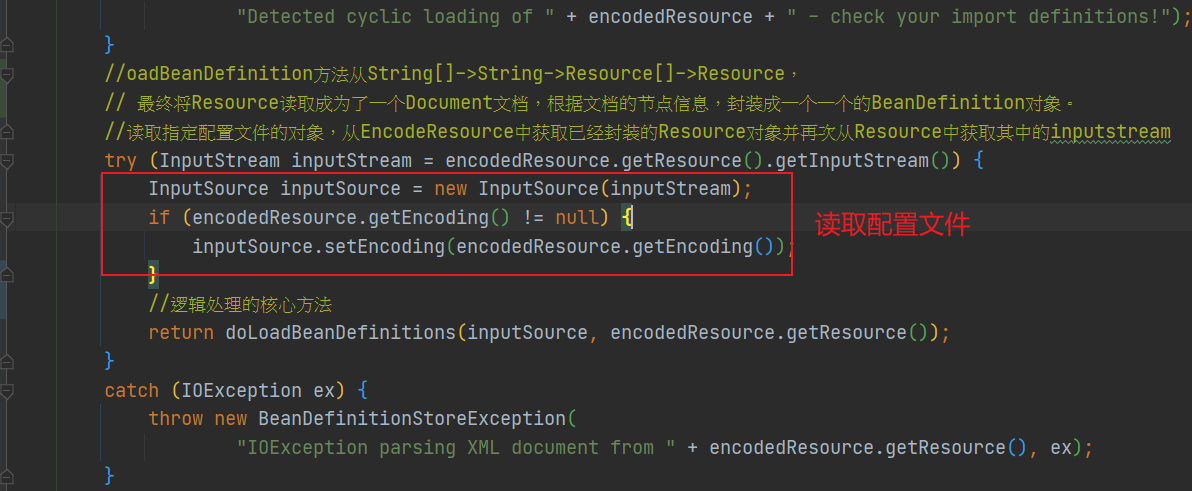 "Detected cyclic loading of " + encodedResource + " - check your import definitions!");
}
//oadBeanDefinition方法从String[]->String->Resource[]->Resource，
// 最终将Resource读取成为了一个Document文档，根据文档的节点信息，封装成一个一个的BeanDefinition对象。
//读取指定配置文件的对象，从EncodeResource中获取已经封装的Resource对象并再次从Resource中获取其中的inputstream
try (InputStream inputStream = encodedResource.getResource().getInputStream()) {
InputSource inputSource = new InputSource(inputStream);
if (encodedResource.getEncoding() != null) {
读取配置文件
inputSource.setEncoding(encodedResource.getEncoding());
}
//逻辑处理的核心方法
return doLoadBeanDefinitions(inputSource, encodedResource.getResource());
}
catch (IOException ex) {
throw new BeanDefinitionStoreException(
"IOException parsing XML document from " + encodedResource.getResource(), ex);
}